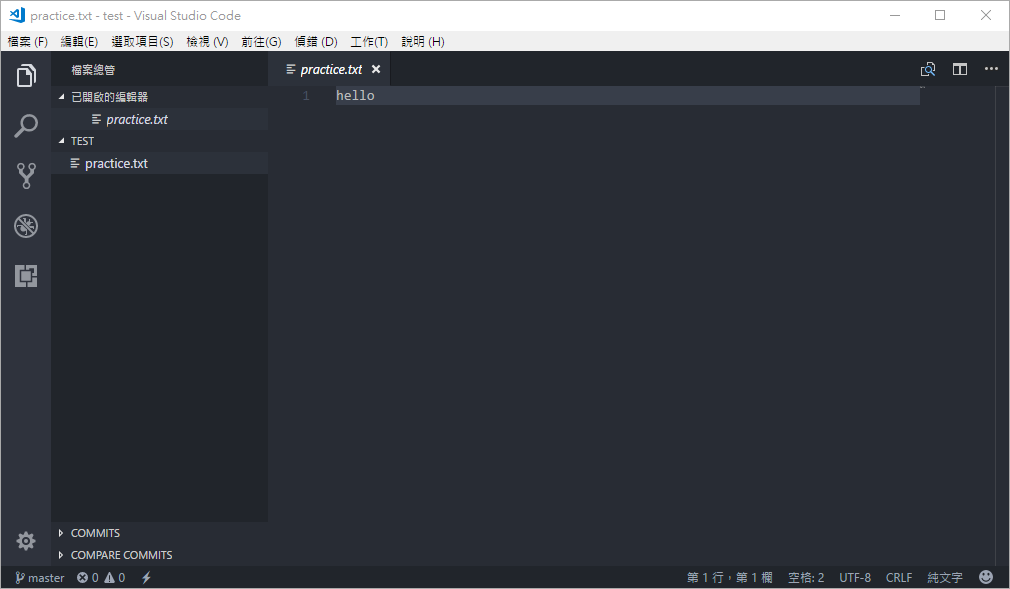 practice.txt - test - Visual Studio Code
檔案 (F) 編輯(E) 選取項目(S) 檢視 (V) 前往(G) 偵錯 (D) 工作(T) 說明 (H)
檔案總管
已開啟的編輯器
practice.txt
TEST
practice.txt
COMMITS
COMPARE COMMITS
practice.txt
1 hello
master 0 0 第 1 行，第 1 欄 空格: 2 UTF-8 CRLF 純文字